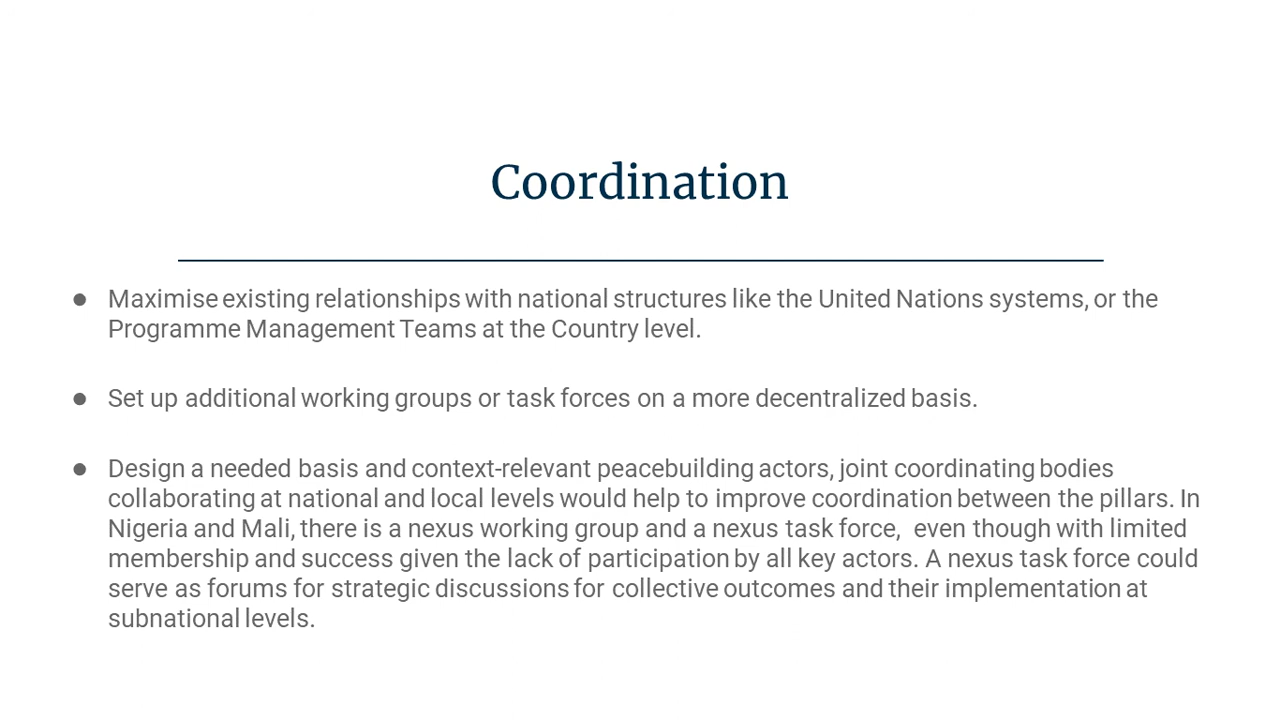 Coordination
● Maximise existing relationships with national structures like the United Nations systems, or the
Programme Management Teams at the Country level.
● Set up additional working groups or task forces on a more decentralized basis.
● Design a needed basis and context-relevant peacebuilding actors, joint coordinating bodies
collaborating at national and local levels would help to improve coordination between the pillars. In
Nigeria and Mali, there is a nexus working group and a nexus task force,  even though with limited
membership and success given the lack of participation by all key actors. A nexus task force could
serve as forums for strategic discussions for collective outcomes and their implementation at
subnational levels.